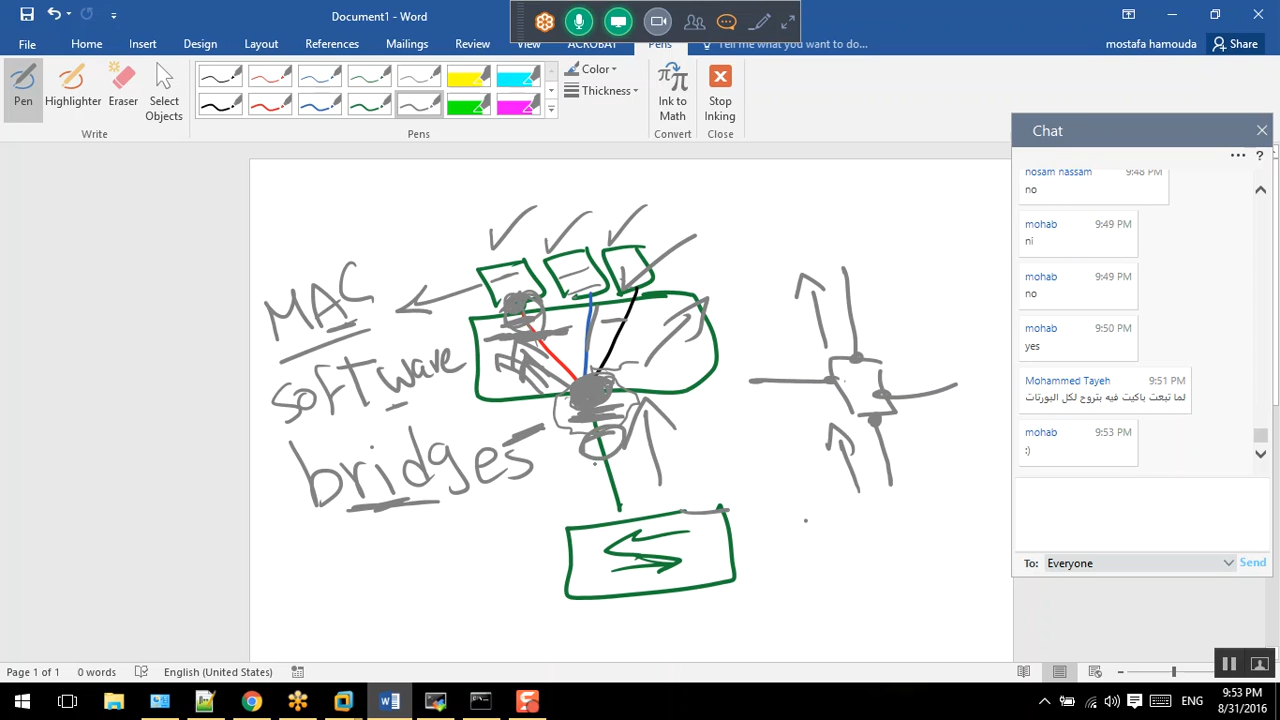 Document1 - Word
mostafa hamouda
Share
File
Home
Insert
Design
Layout
References
Mailings
Review
View
ACROBAT
Pens
Tell me what you want to do...
Pen
Highlighter
Eraser
Select Objects
Color
Thickness
Ink to Math
Stop Inking
Write
Pens
Convert
Close
MAC
software
bridges
Chat
nosam nassam 9:48 PM
no
mohab 9:49 PM
ni
mohab 9:49 PM
no
mohab 9:50 PM
yes
Mohammed Tayeh 9:51 PM
لما تبعت باكيت فيه بتروح لكل البورتات
mohab 9:53 PM
:)
To: Everyone Send
Page 1 of 1 0 words English (United States)
ENG
9:53 PM
8/31/2016